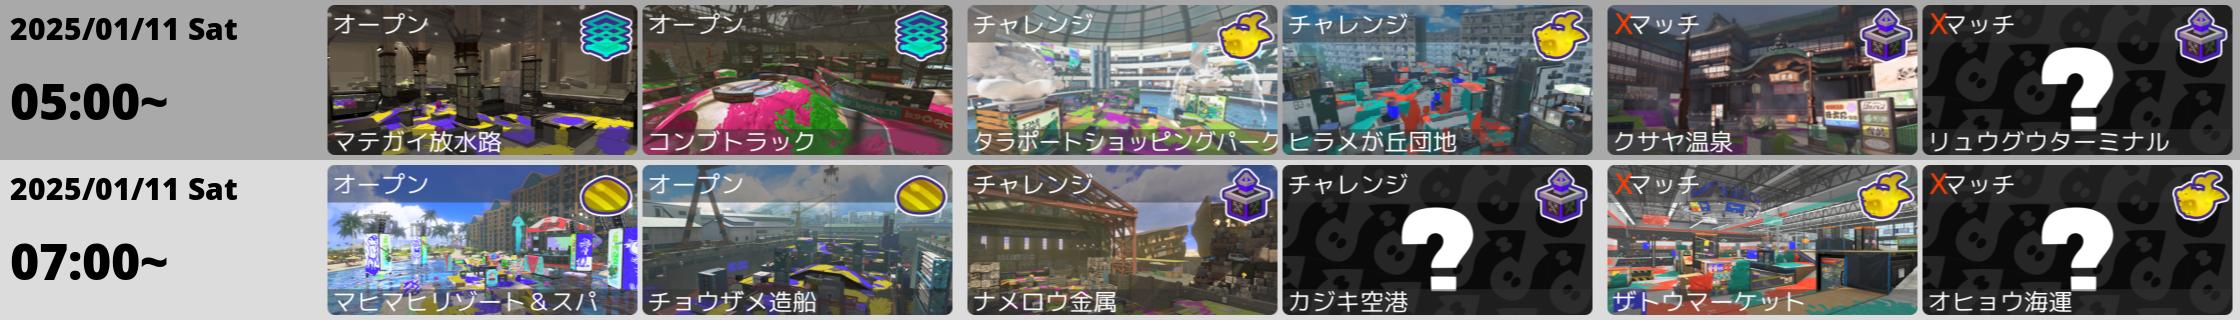 2025/01/11 Sat
05:00~
オープン
マテガイ放水路
オープン
コンブトラック
チャレンジ
タラポートショッピングパーク
チャレンジ
ヒラメが丘団地
Xマッチ
クサヤ温泉
Xマッチ
?
リュウグウターミナル
2025/01/11 Sat
07:00~
オープン
マヒマヒリゾート＆スパ
オープン
チョウザメ造船
チャレンジ
ナメロウ金属
チャレンジ
?
カジキ空港
Xマッチ
ザトウマーケット
Xマッチ
?
オヒョウ海運